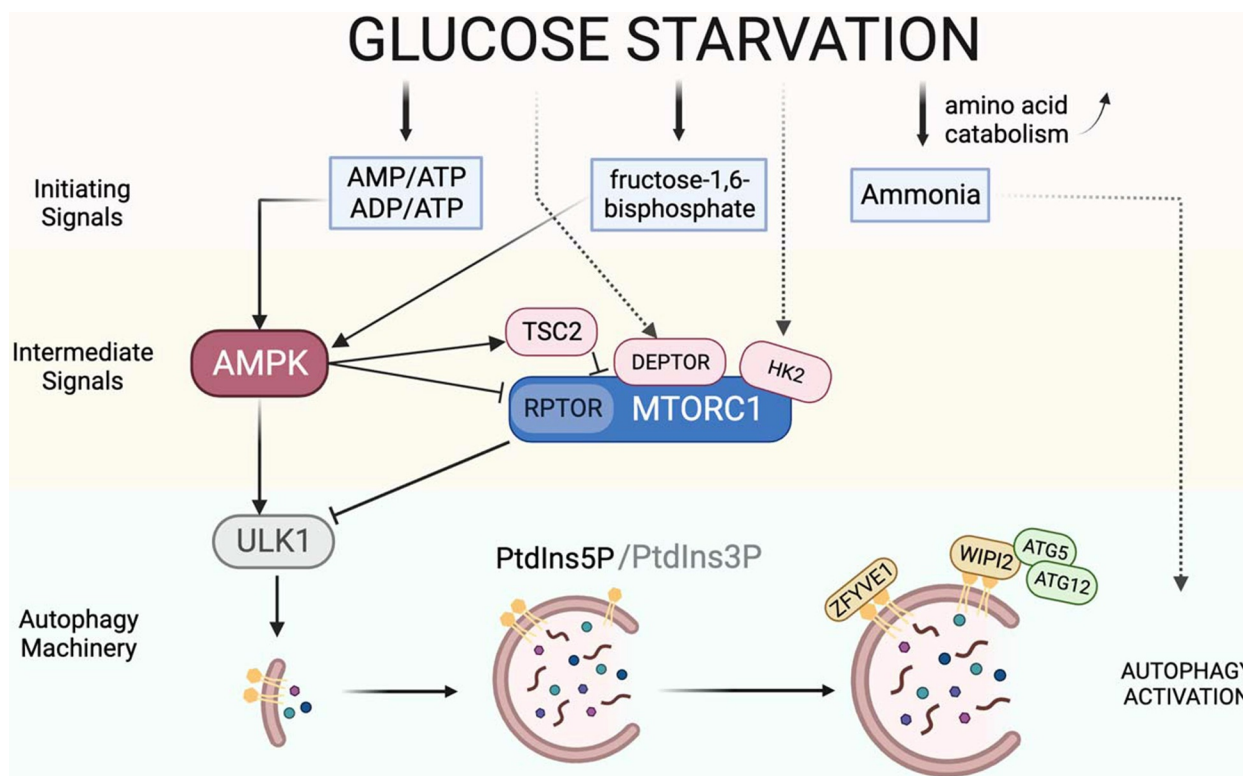 GLUCOSE STARVATION
amino acid
catabolism
Initiating
Signals
AMP/ATP
ADP/ATP
fructose-1,6-
bisphosphate
Ammonia
Intermediate
Signals
AMPK
TSC2
DEPTOR
HK2
RPTOR
MTORC1
ULK1
PtdIns5P/PtdIns3P
ZFYVE1
WIPI2
ATG5
ATG12
Autophagy
Machinery
AUTOPHAGY
ACTIVATION